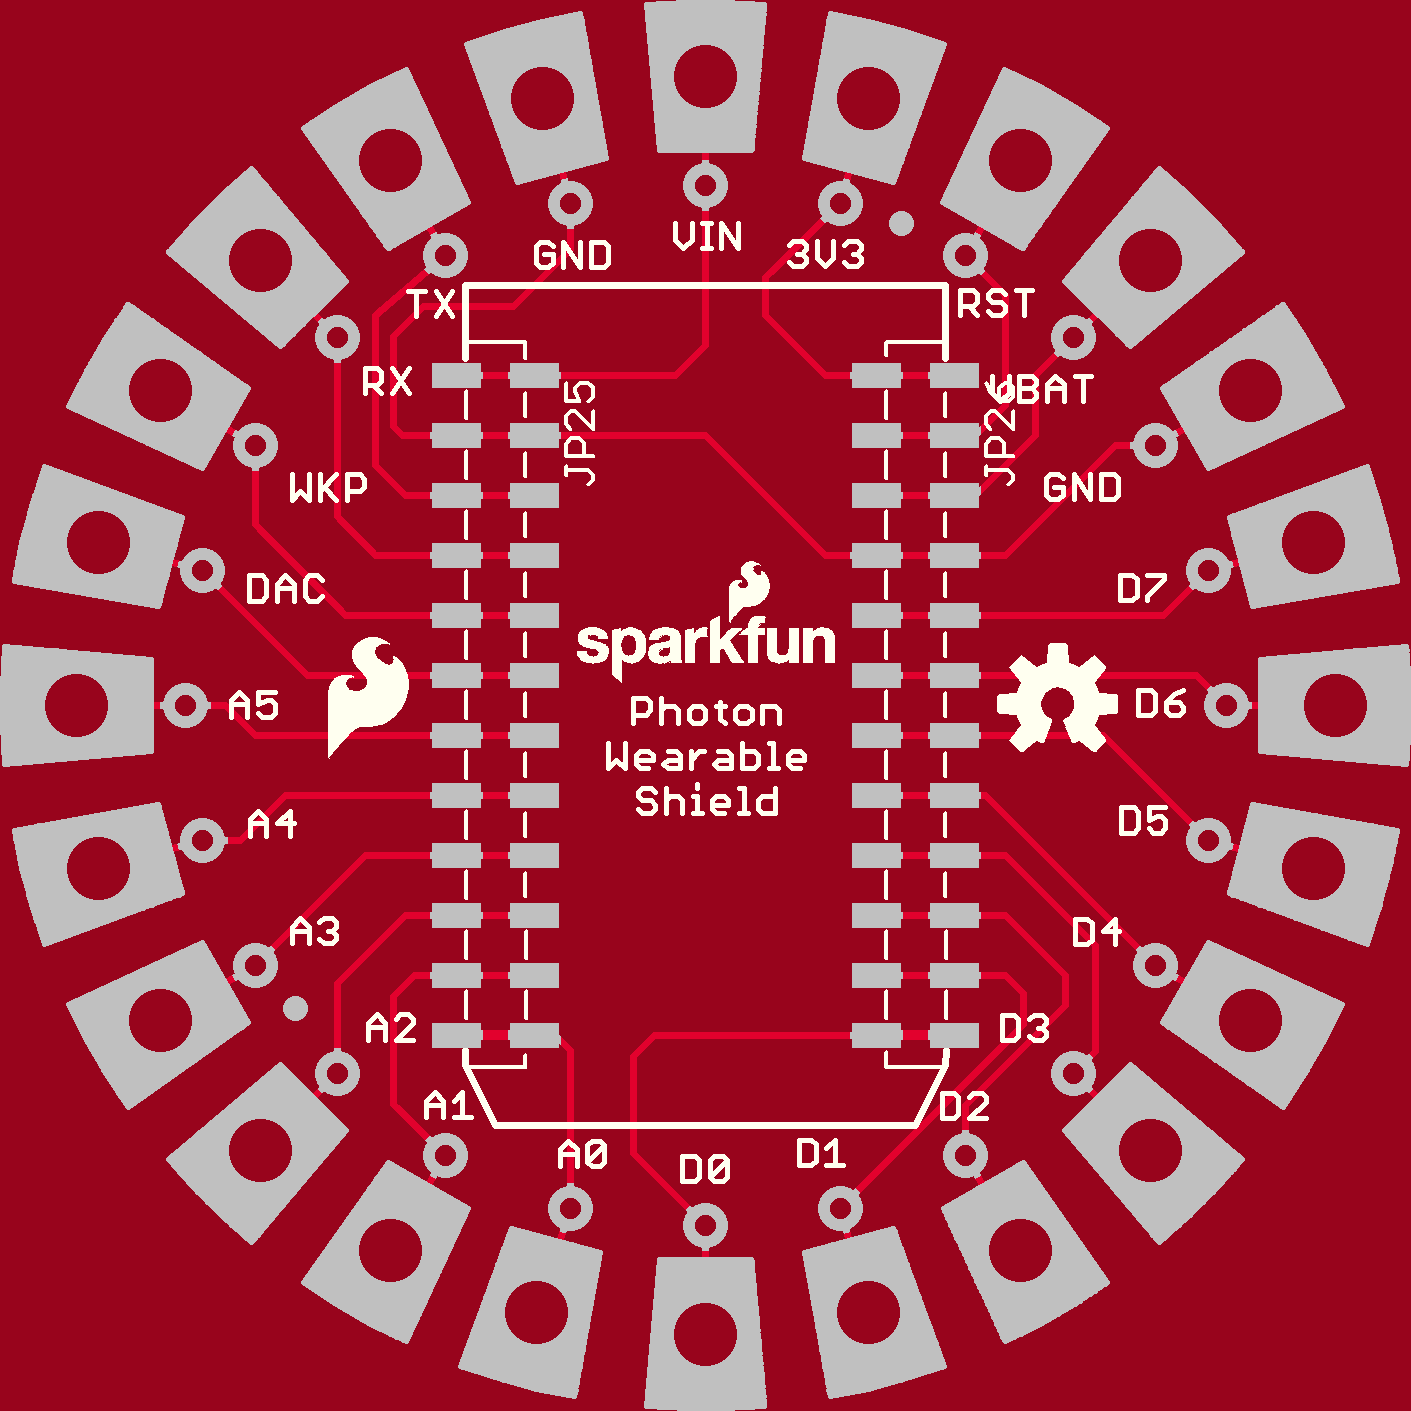 VIN
GND
3V3
TX
RST
RX
VBAT
JP25
JP26
WKP
GND
DAC
D7
sparkfun
A5
Photon
D6
Wearable
Shield
A4
D5
A3
D4
A2
D3
A1
D2
A0
D0
D1